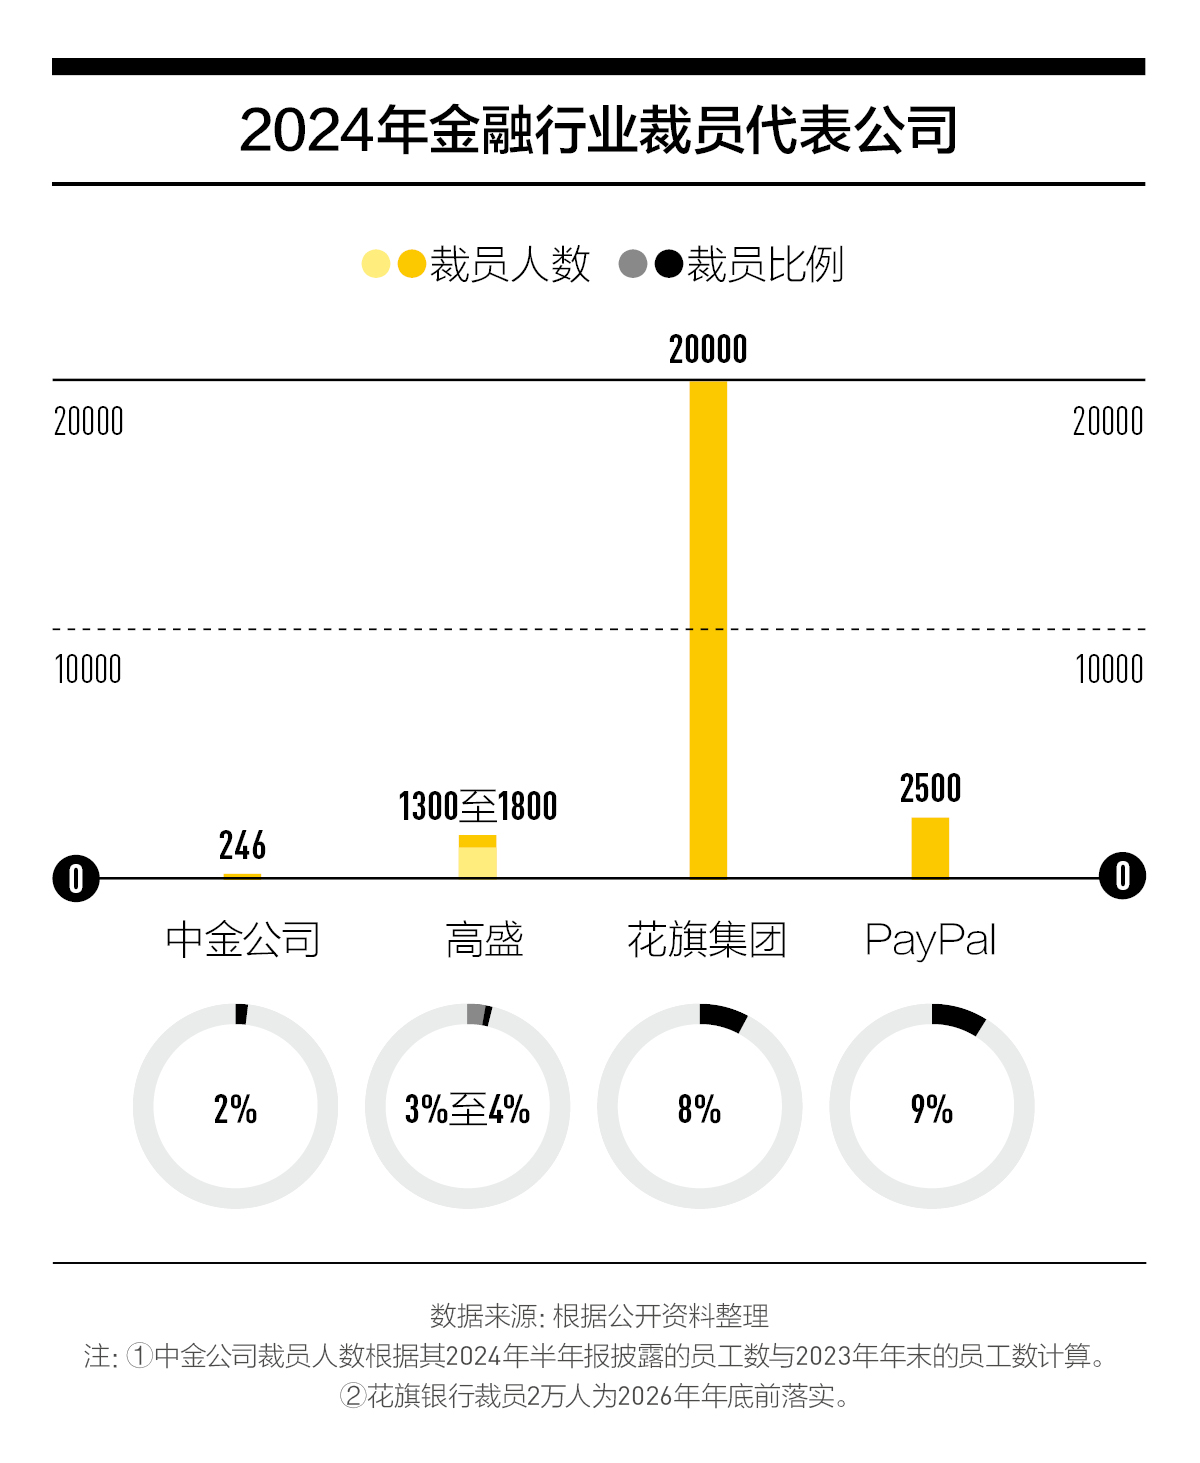 2024年金融行业裁员代表公司
裁员人数 裁员比例
20000
20000 20000
10000 10000
2500
1300至1800
246
0 0
中金公司 高盛 花旗集团 PayPal
2% 3%至4% 8% 9%
数据来源：根据公开资料整理
注：①中金公司裁员人数根据其2024年半年报披露的员工数与2023年年末的员工数计算。
②花旗银行裁员2万人为2026年年底前落实。